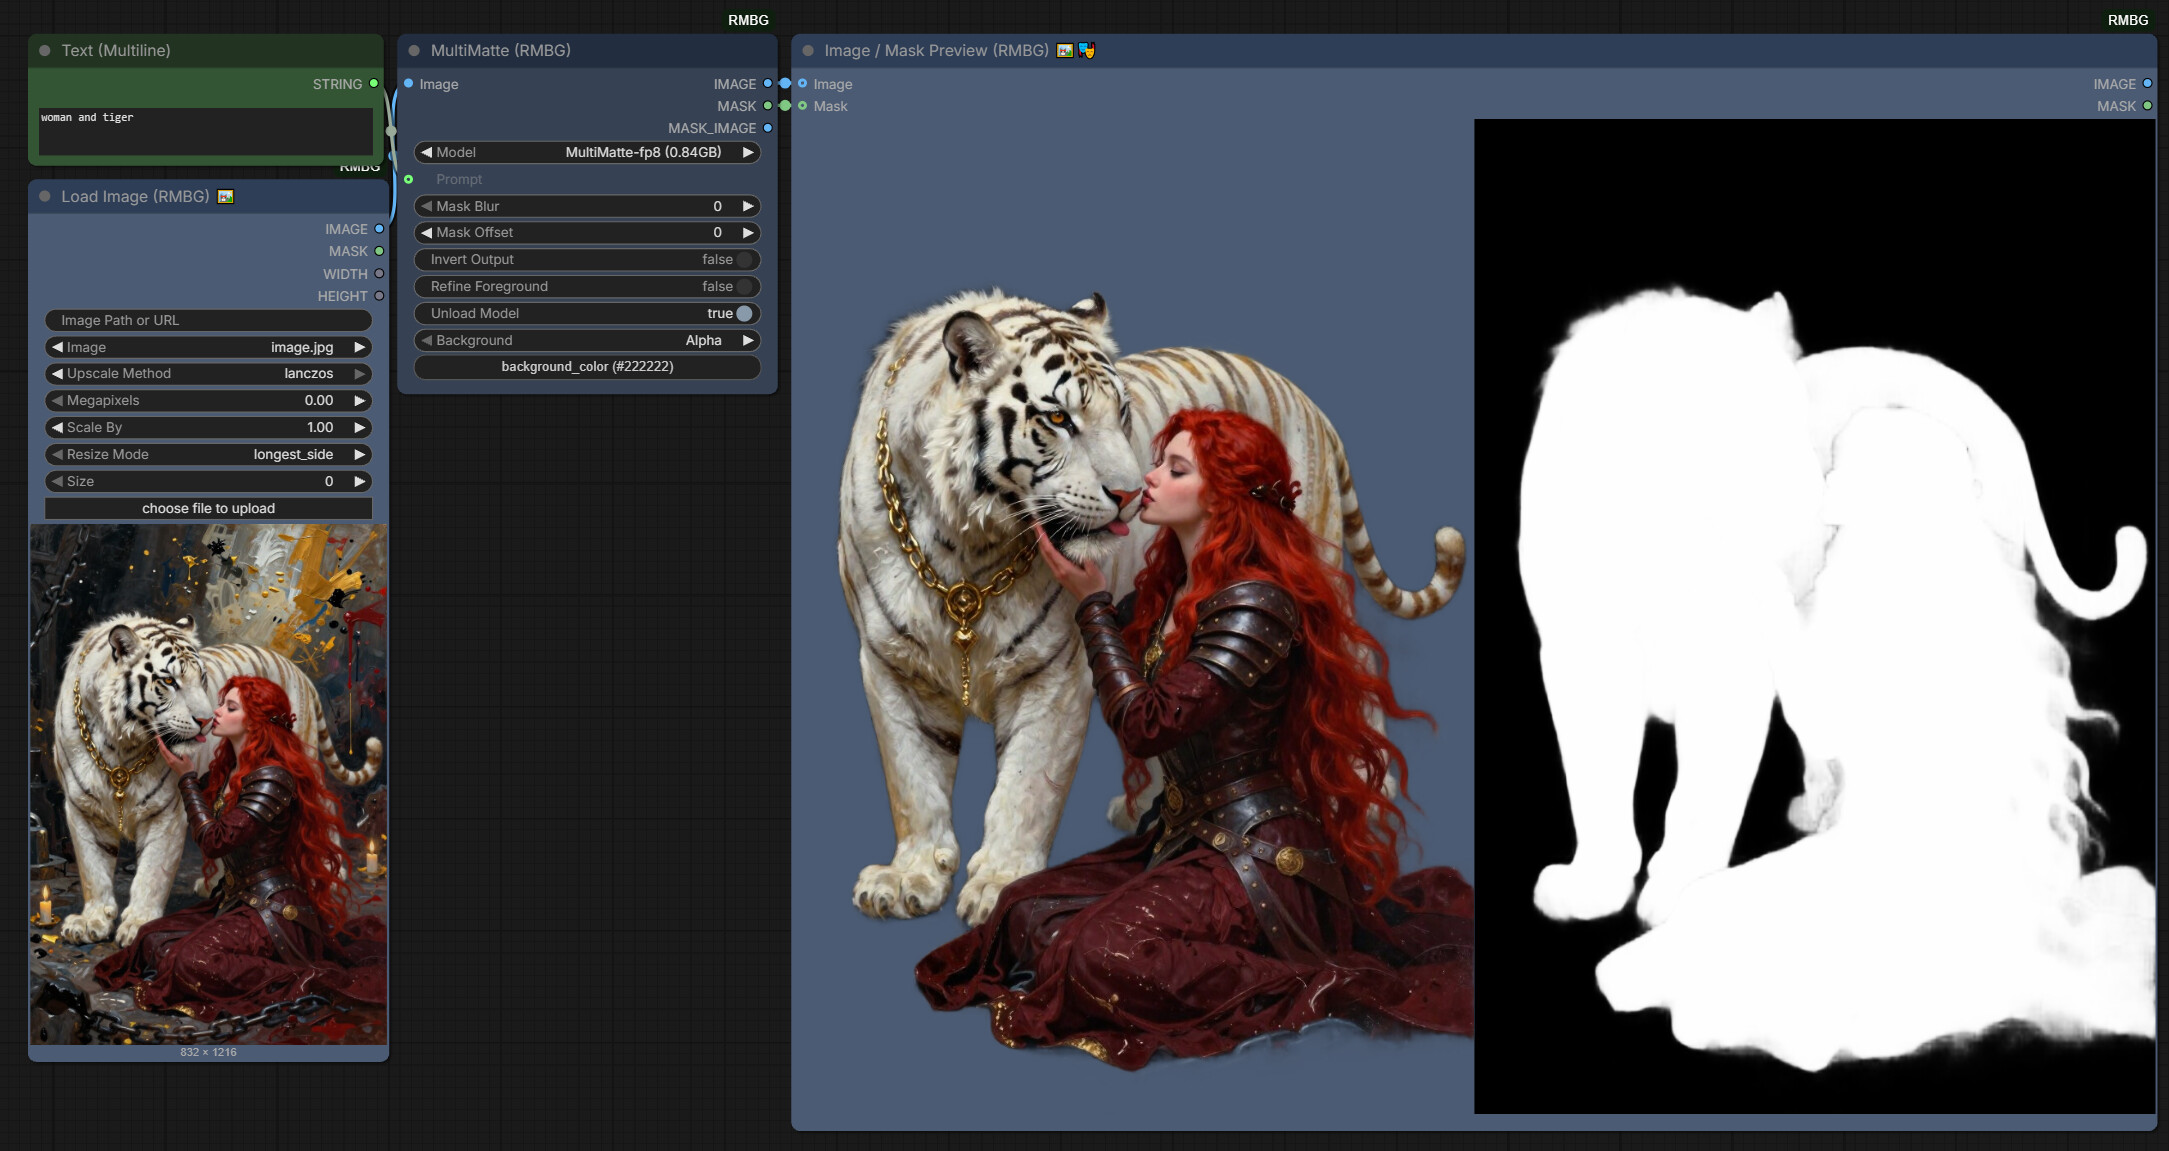 RMBG
RMBG
Text (Multiline)
STRING
woman and tiger
RMBG
Load Image (RMBG)
IMAGE
MASK
WIDTH
HEIGHT
Image Path or URL
Image image.jpg
Upscale Method lanczos
Megapixels 0.00
Scale By 1.00
Resize Mode longest_side
Size 0
choose file to upload
832 × 1216
MultiMatte (RMBG)
Image IMAGE
MASK
MASK_IMAGE
Model MultiMatte-fp8 (0.84GB)
Prompt
Mask Blur 0
Mask Offset 0
Invert Output false
Refine Foreground false
Unload Model true
Background Alpha
background_color (#222222)
Image / Mask Preview (RMBG)
Image IMAGE
Mask MASK